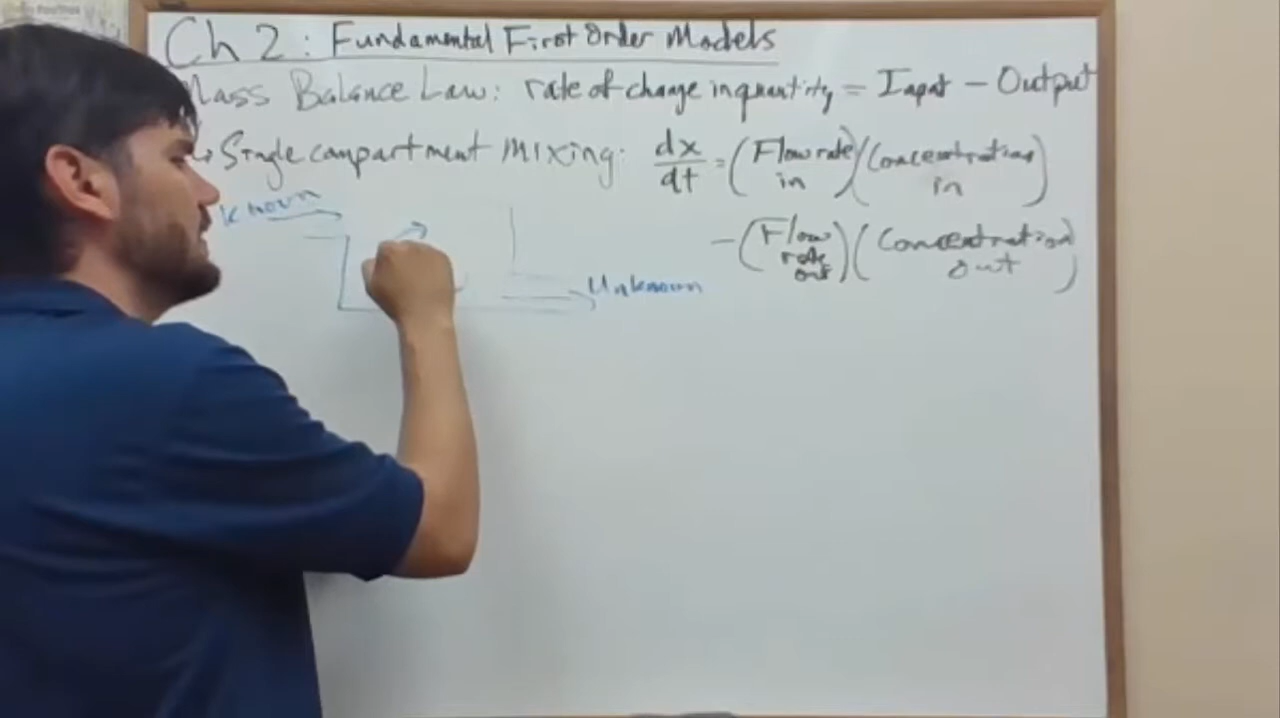 Ch 2: Fundamental First Order Models
Mass Balance Law: rate of change in quantity = Input - Output
Single compartment mixing: dx/dt = (Flow rate in)(Concentration in)
- (Flow rate out)(Concentration out)
Known
Unknown